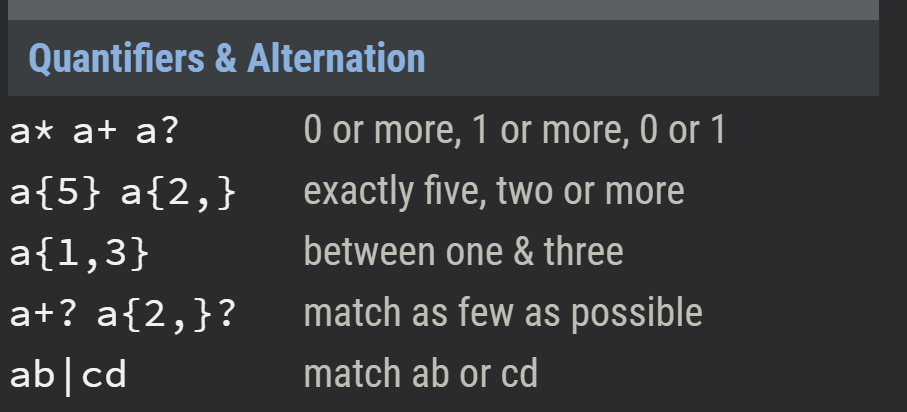 Quantifiers & Alternation
a* a+ a? 0 or more, 1 or more, 0 or 1
a{5} a{2,} exactly five, two or more
a{1,3} between one & three
a+? a{2,}? match as few as possible
ab|cd match ab or cd